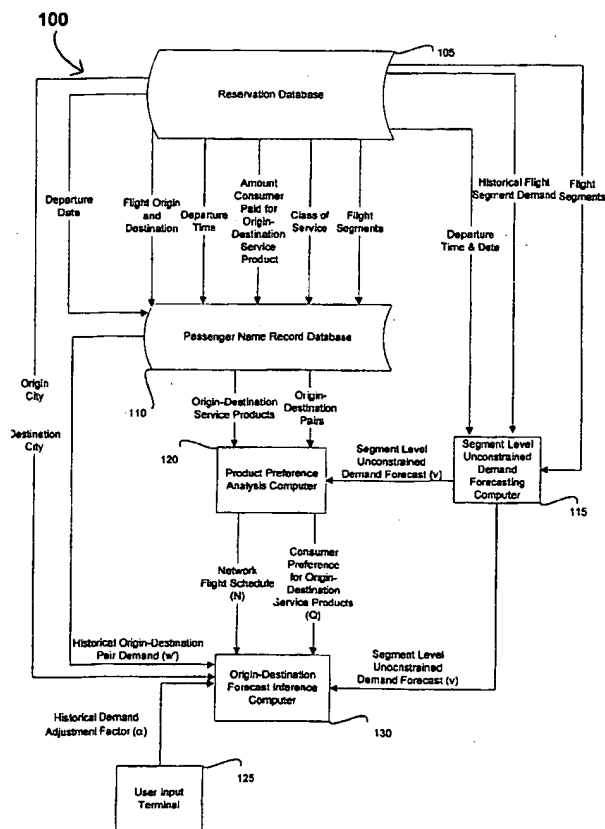 100
105
Reservation Database
Departure
Date
Flight Origin
and
Destination
Departure
Time
Amount
Consumer
Paid for
Origin-
Destination
Service
Product
Class of
Service
Flight
Segments
Departure
Time & Date
Historical Flight
Segment Demand
Flight
Segments
Passenger Name Record Database
110
Origin
City
Destination
City
Origin-Destination
Service Products
Origin-
Destination
Pairs
120
Product Preference
Analysis Computer
Segment Level
Unconstrained
Demand Forecast (v)
Segment Level
Unconstrained
Demand
Forecasting
Computer
115
Network
Flight Schedule
(N)
Consumer
Preference
for Origin-
Destination
Service Products
(Q)
Historical Origin-Destination
Pair Demand (w')
Origin-Destination
Forecast Inference
Computer
Segment Level
Unconstrained
Demand Forecast (v)
130
Historical Demand
Adjustment Factor (α)
125
User Input
Terminal